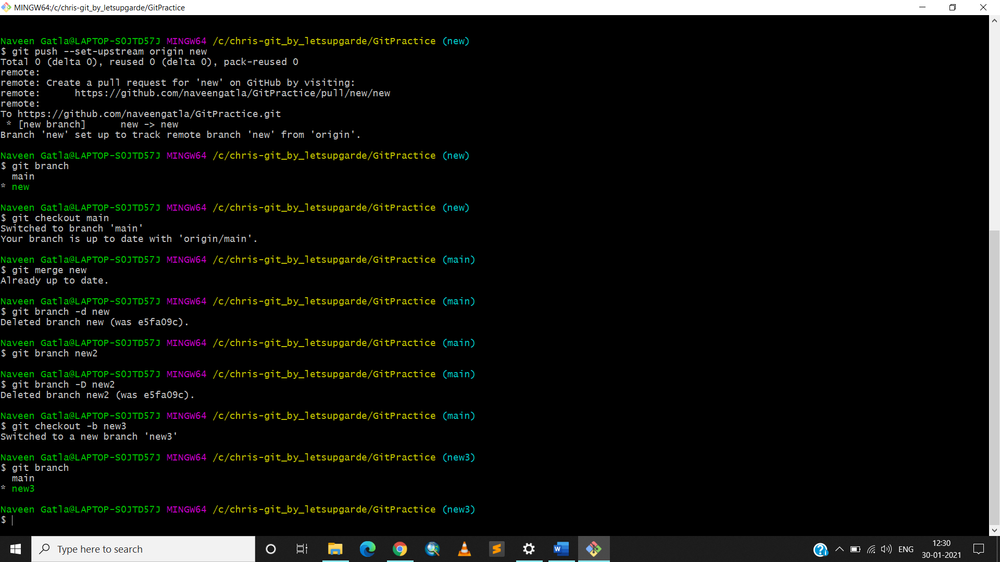 MINGW64:/c/chris-git_by_letsupgarde/GitPractice
Naveen Gatla@LAPTOP-S0JTD57J MINGW64 /c/chris-git_by_letsupgarde/GitPractice (new)
$ git push --set-upstream origin new
Total 0 (delta 0), reused 0 (delta 0), pack-reused 0
remote:
remote: Create a pull request for 'new' on GitHub by visiting:
remote:      https://github.com/naveengatla/GitPractice/pull/new/new
remote:
To https://github.com/naveengatla/GitPractice.git
 * [new branch]      new -> new
Branch 'new' set up to track remote branch 'new' from 'origin'.
Naveen Gatla@LAPTOP-S0JTD57J MINGW64 /c/chris-git_by_letsupgarde/GitPractice (new)
$ git branch
  main
* new
Naveen Gatla@LAPTOP-S0JTD57J MINGW64 /c/chris-git_by_letsupgarde/GitPractice (new)
$ git checkout main
Switched to branch 'main'
Your branch is up to date with 'origin/main'.
Naveen Gatla@LAPTOP-S0JTD57J MINGW64 /c/chris-git_by_letsupgarde/GitPractice (main)
$ git merge new
Already up to date.
Naveen Gatla@LAPTOP-S0JTD57J MINGW64 /c/chris-git_by_letsupgarde/GitPractice (main)
$ git branch -d new
Deleted branch new (was e5fa09c).
Naveen Gatla@LAPTOP-S0JTD57J MINGW64 /c/chris-git_by_letsupgarde/GitPractice (main)
$ git branch new2
Naveen Gatla@LAPTOP-S0JTD57J MINGW64 /c/chris-git_by_letsupgarde/GitPractice (main)
$ git branch -D new2
Deleted branch new2 (was e5fa09c).
Naveen Gatla@LAPTOP-S0JTD57J MINGW64 /c/chris-git_by_letsupgarde/GitPractice (main)
$ git checkout -b new3
Switched to a new branch 'new3'
Naveen Gatla@LAPTOP-S0JTD57J MINGW64 /c/chris-git_by_letsupgarde/GitPractice (new3)
$ git branch
  main
* new3
Naveen Gatla@LAPTOP-S0JTD57J MINGW64 /c/chris-git_by_letsupgarde/GitPractice (new3)
$
Type here to search
ENG
12:30
30-01-2021